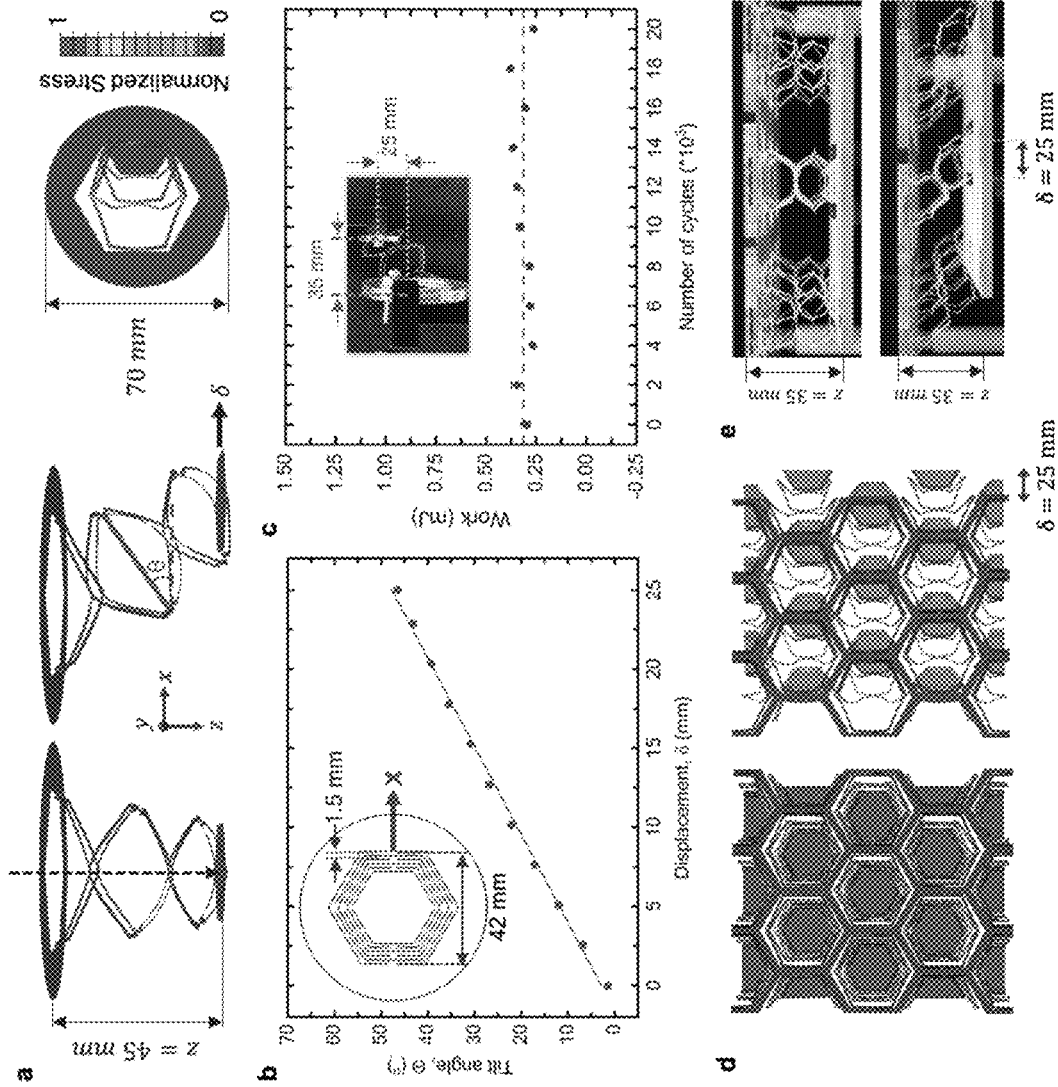 a
z = 45 mm
y
x
z
θ
δ
70 mm
1
0
Normalized Stress
b
Tilt angle, Θ (°)
70
60
50
40
30
20
10
0
0
5
10
15
20
25
Displacement, δ (mm)
1.5 mm
X
42 mm
c
Work (mJ)
1.50
1.25
1.00
0.75
0.50
0.25
0.00
-0.25
0
2
4
6
8
10
12
14
16
18
20
Number of cycles (*10³)
35 mm
25 mm
d
δ = 25 mm
e
z = 35 mm
z = 35 mm
δ = 25 mm